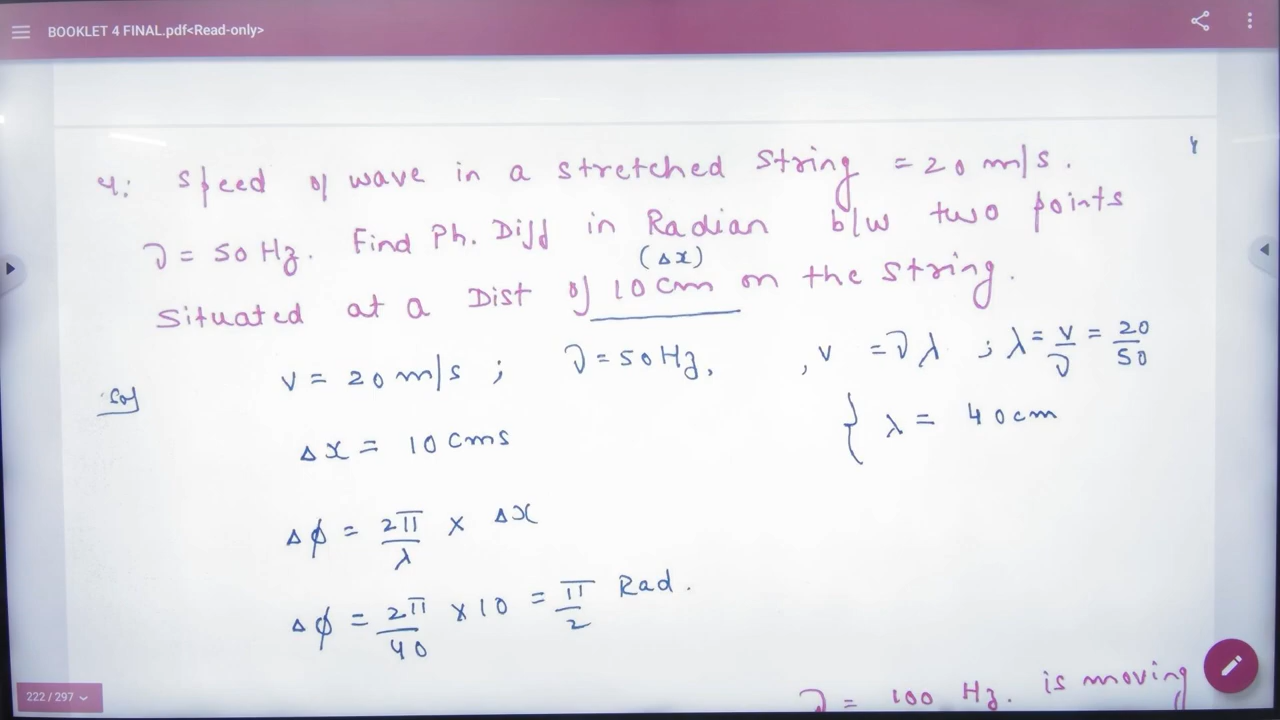 BOOKLET 4 FINAL.pdf<Read-only>
4: Speed of wave in a stretched string = 20 m/s.
ν = 50 Hz. Find Ph. Diff in Radian b/w two points
(Δx)
situated at a Dist of 10 cm on the string.
Sol v = 20 m/s ; ν = 50 Hz, , v = νλ ; λ = v/ν = 20/50
Δx = 10 cms { λ = 40 cm
Δϕ = 2π/λ × Δx
Δϕ = 2π/40 × 10 = π/2 Rad.
222 / 297
ν = 100 Hz. is moving